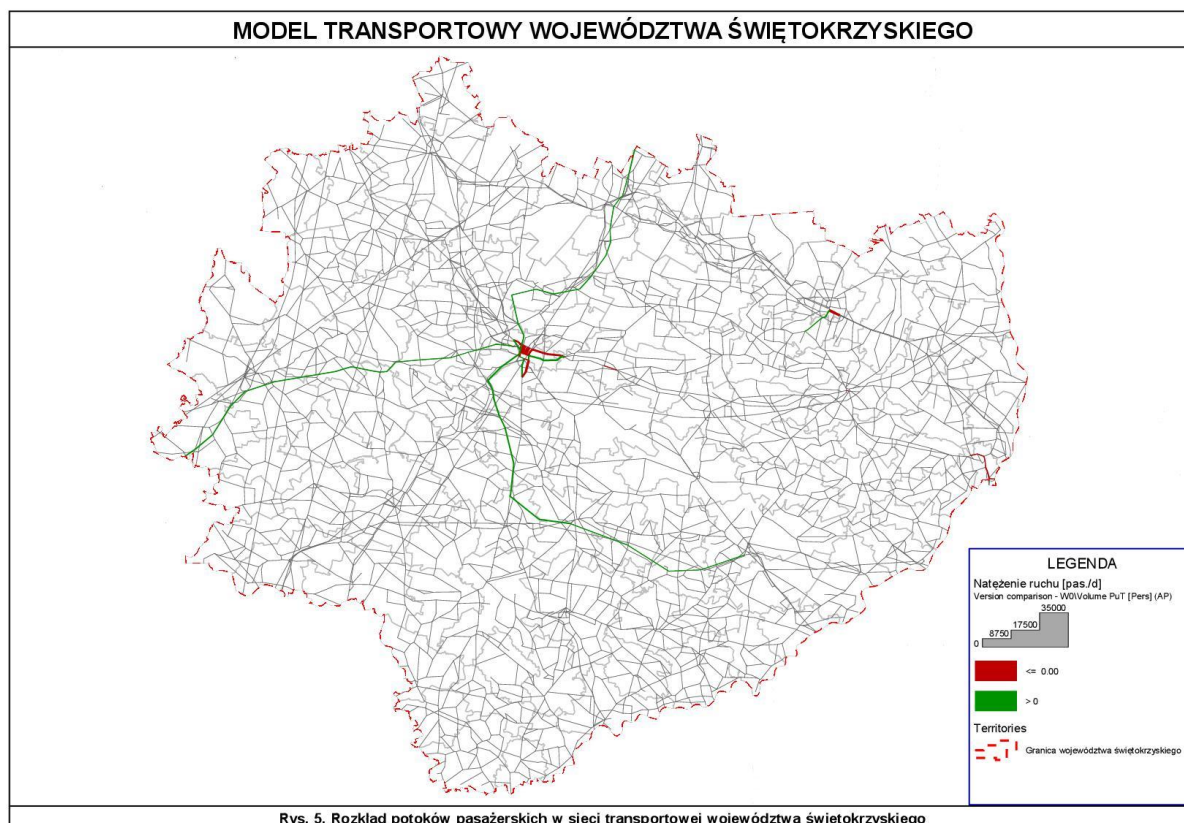 MODEL TRANSPORTOWY WOJEWÓDZTWA ŚWIĘTOKRZYSKIEGO
LEGENDA
Natężenie ruchu [pas./d]
Version comparison - W0\Volume PuT [Pers] (AP)
35000
17500
8750
0
<= 0.00
> 0
Territories
Granica województwa świętokrzyskiego
Rys. 5. Rozkład potoków pasażerskich w sieci transportowej województwa świętokrzyskiego